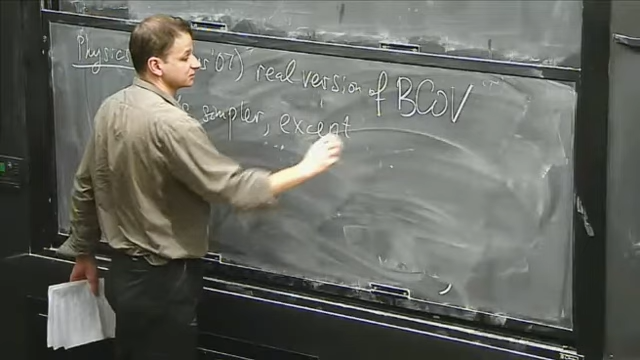 Physics '07) real version of BCOV
simpler, except